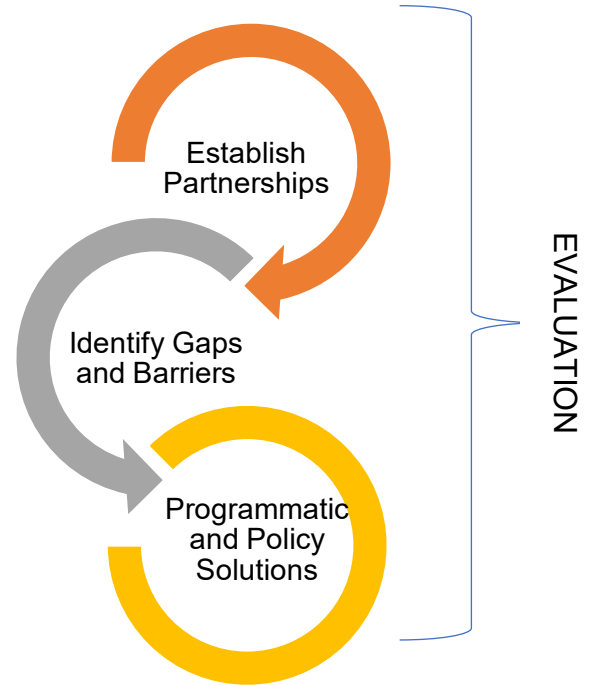 Establish
Partnerships
Identify Gaps
and Barriers
Programmatic
and Policy
Solutions
EVALUATION